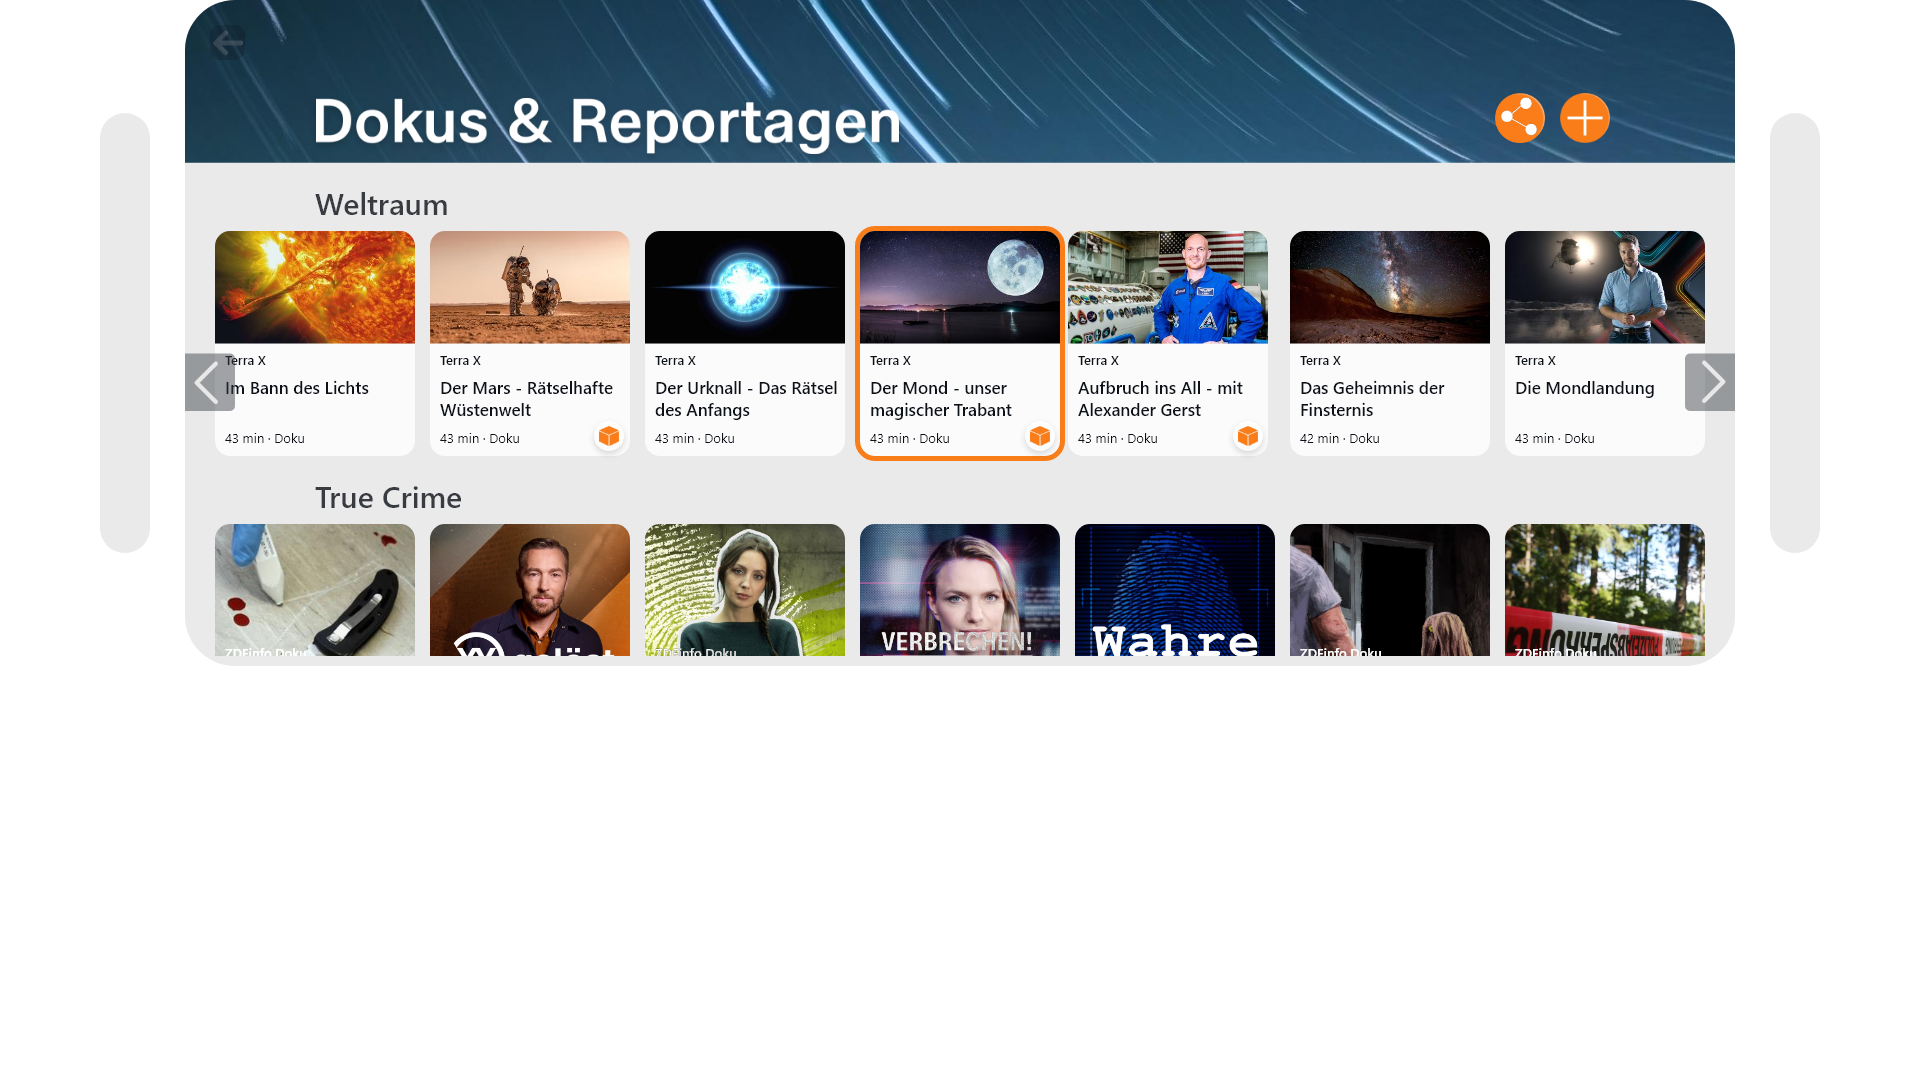 Dokus & Reportagen
Weltraum
Terra X
Im Bann des Lichts
43 min · Doku
Terra X
Der Mars - Rätselhafte
Wüstenwelt
43 min · Doku
Terra X
Der Urknall - Das Rätsel
des Anfangs
43 min · Doku
Terra X
Der Mond - unser
magischer Trabant
43 min · Doku
Terra X
Aufbruch ins All - mit
Alexander Gerst
43 min · Doku
Terra X
Das Geheimnis der
Finsternis
42 min · Doku
Terra X
Die Mondlandung
43 min · Doku
True Crime
ZDFinfo Doku
gelöst
ZDFinfo Doku
VERBRECHEN!
Wahre
ZDFinfo Doku
POLIZEIABSPERRUNG
ZDFinfo Doku